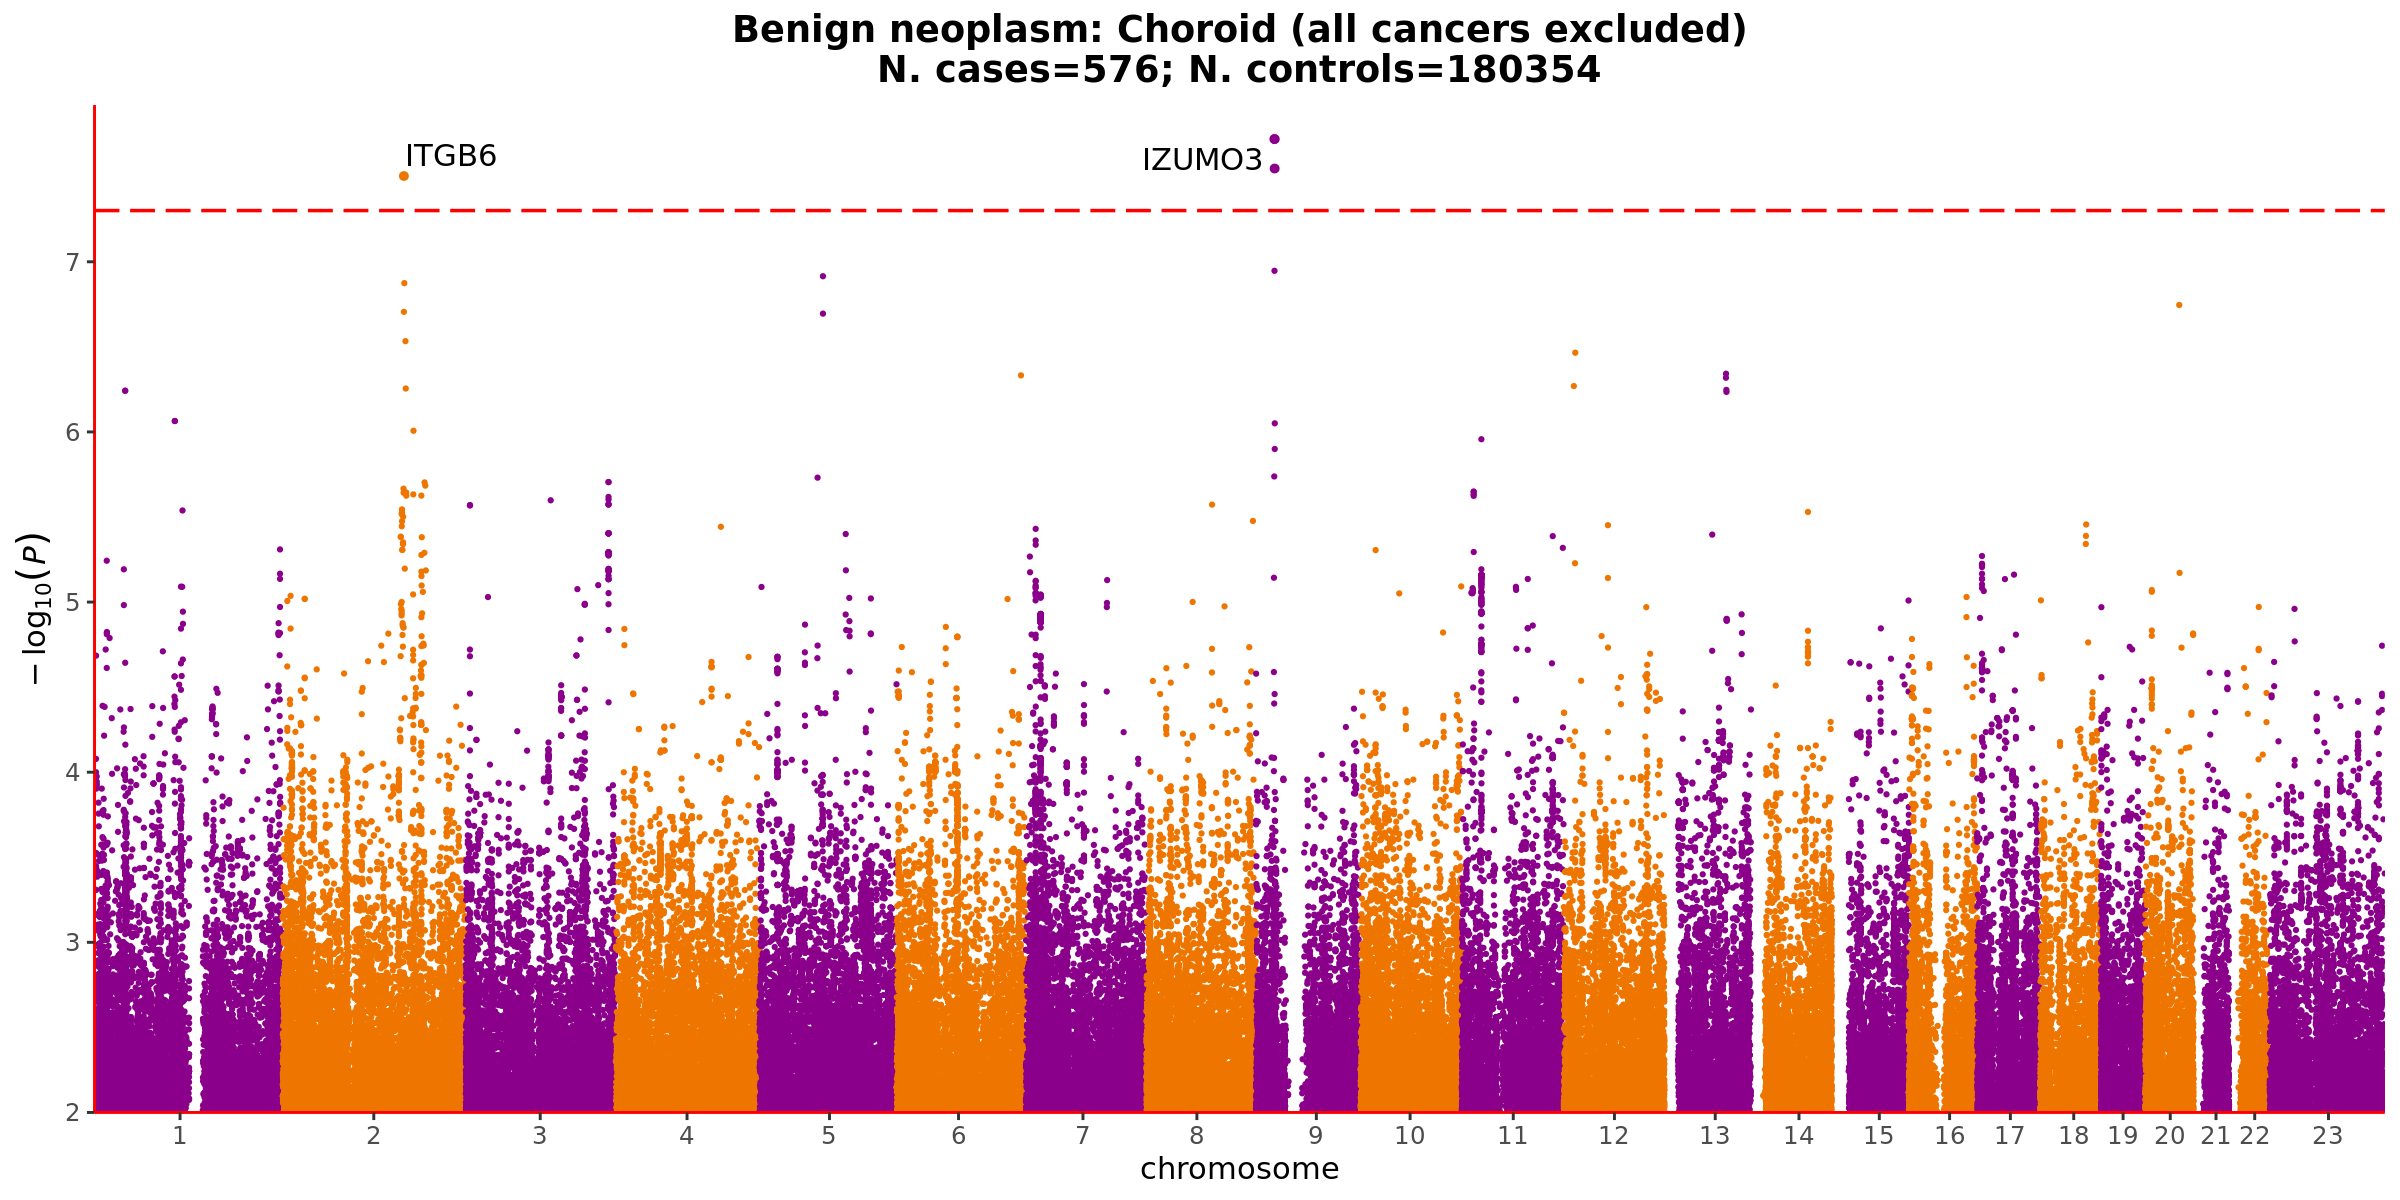 Benign neoplasm: Choroid (all cancers excluded)
N. cases=576; N. controls=180354
ITGB6
IZUMO3
7
6
5
4
3
2
−log10(P)
1 2 3 4 5 6 7 8 9 10 11 12 13 14 15 16 17 18 19 20 21 22 23
chromosome